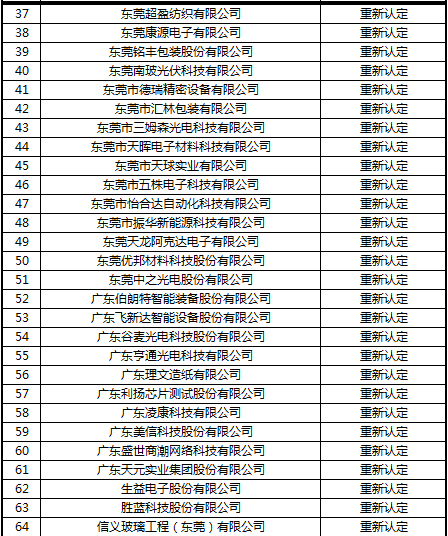 37 东莞超盈纺织有限公司 重新认定
38 东莞康源电子有限公司 重新认定
39 东莞铭丰包装股份有限公司 重新认定
40 东莞南玻光伏科技有限公司 重新认定
41 东莞市德瑞精密设备有限公司 重新认定
42 东莞市汇林包装有限公司 重新认定
43 东莞市三姆森光电科技有限公司 重新认定
44 东莞市天晖电子材料科技有限公司 重新认定
45 东莞市天球实业有限公司 重新认定
46 东莞市五株电子科技有限公司 重新认定
47 东莞市怡合达自动化科技有限公司 重新认定
48 东莞市振华新能源科技有限公司 重新认定
49 东莞天龙阿克达电子有限公司 重新认定
50 东莞优邦材料科技股份有限公司 重新认定
51 东莞中之光电股份有限公司 重新认定
52 广东伯朗特智能装备股份有限公司 重新认定
53 广东飞新达智能设备股份有限公司 重新认定
54 广东谷麦光电科技股份有限公司 重新认定
55 广东亨通光电科技有限公司 重新认定
56 广东理文造纸有限公司 重新认定
57 广东利扬芯片测试股份有限公司 重新认定
58 广东凌康科技有限公司 重新认定
59 广东美信科技股份有限公司 重新认定
60 广东盛世商潮网络科技有限公司 重新认定
61 广东天元实业集团股份有限公司 重新认定
62 生益电子股份有限公司 重新认定
63 胜蓝科技股份有限公司 重新认定
64 信义玻璃工程（东莞）有限公司 重新认定